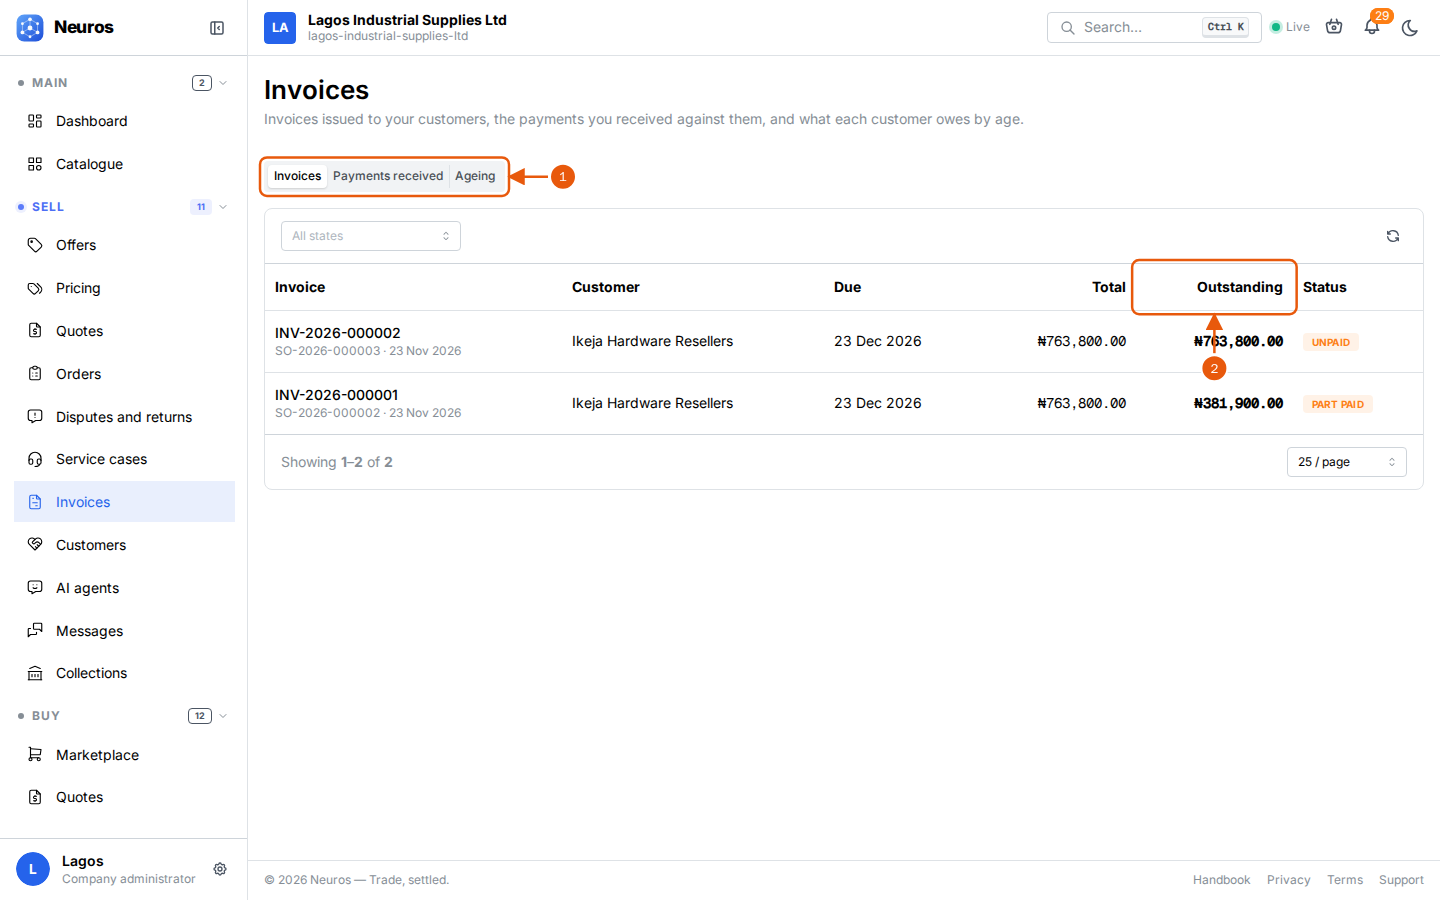 Neuros
LA
Lagos Industrial Supplies Ltd
lagos-industrial-supplies-ltd
Search...
Ctrl K
Live
29
MAIN
2
Dashboard
Catalogue
SELL
11
Offers
Pricing
Quotes
Orders
Disputes and returns
Service cases
Invoices
Customers
AI agents
Messages
Collections
BUY
12
Marketplace
Quotes
L
Lagos
Company administrator
Invoices
Invoices issued to your customers, the payments you received against them, and what each customer owes by age.
Invoices Payments received Ageing
1
All states
Invoice Customer Due Total Outstanding Status
INV-2026-000002
SO-2026-000003 · 23 Nov 2026
Ikeja Hardware Resellers 23 Dec 2026 ₦763,800.00 ₦763,800.00 UNPAID
2
INV-2026-000001
SO-2026-000002 · 23 Nov 2026
Ikeja Hardware Resellers 23 Dec 2026 ₦763,800.00 ₦381,900.00 PART PAID
Showing 1–2 of 2
25 / page
© 2026 Neuros — Trade, settled.
Handbook Privacy Terms Support